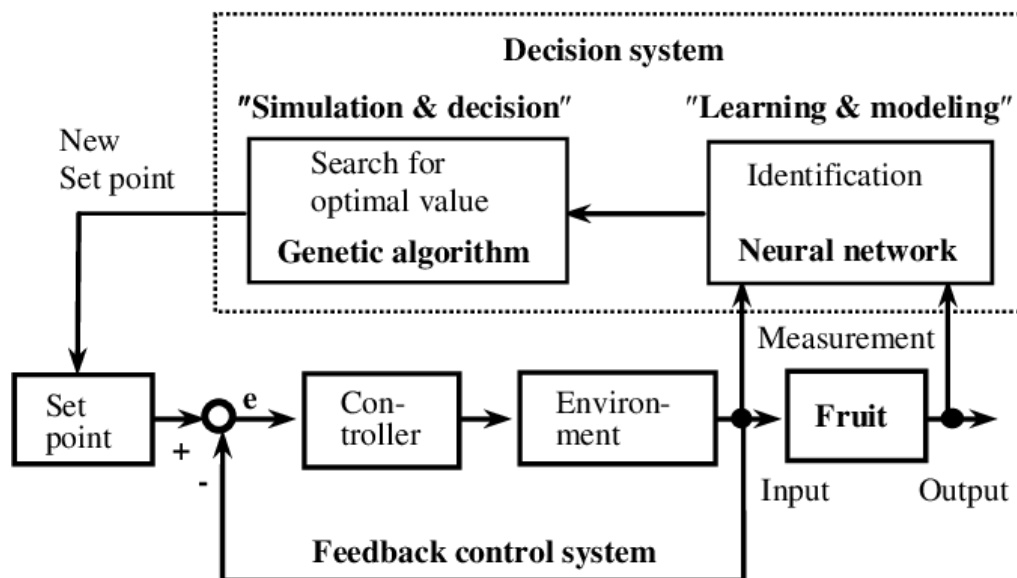 Decision system
"Simulation & decision"
"Learning & modeling"
New
Set point
Search for
optimal value
Genetic algorithm
Identification
Neural network
Measurement
Set
point
+
-
e
Con-
troller
Environ-
ment
Fruit
Input
Output
Feedback control system